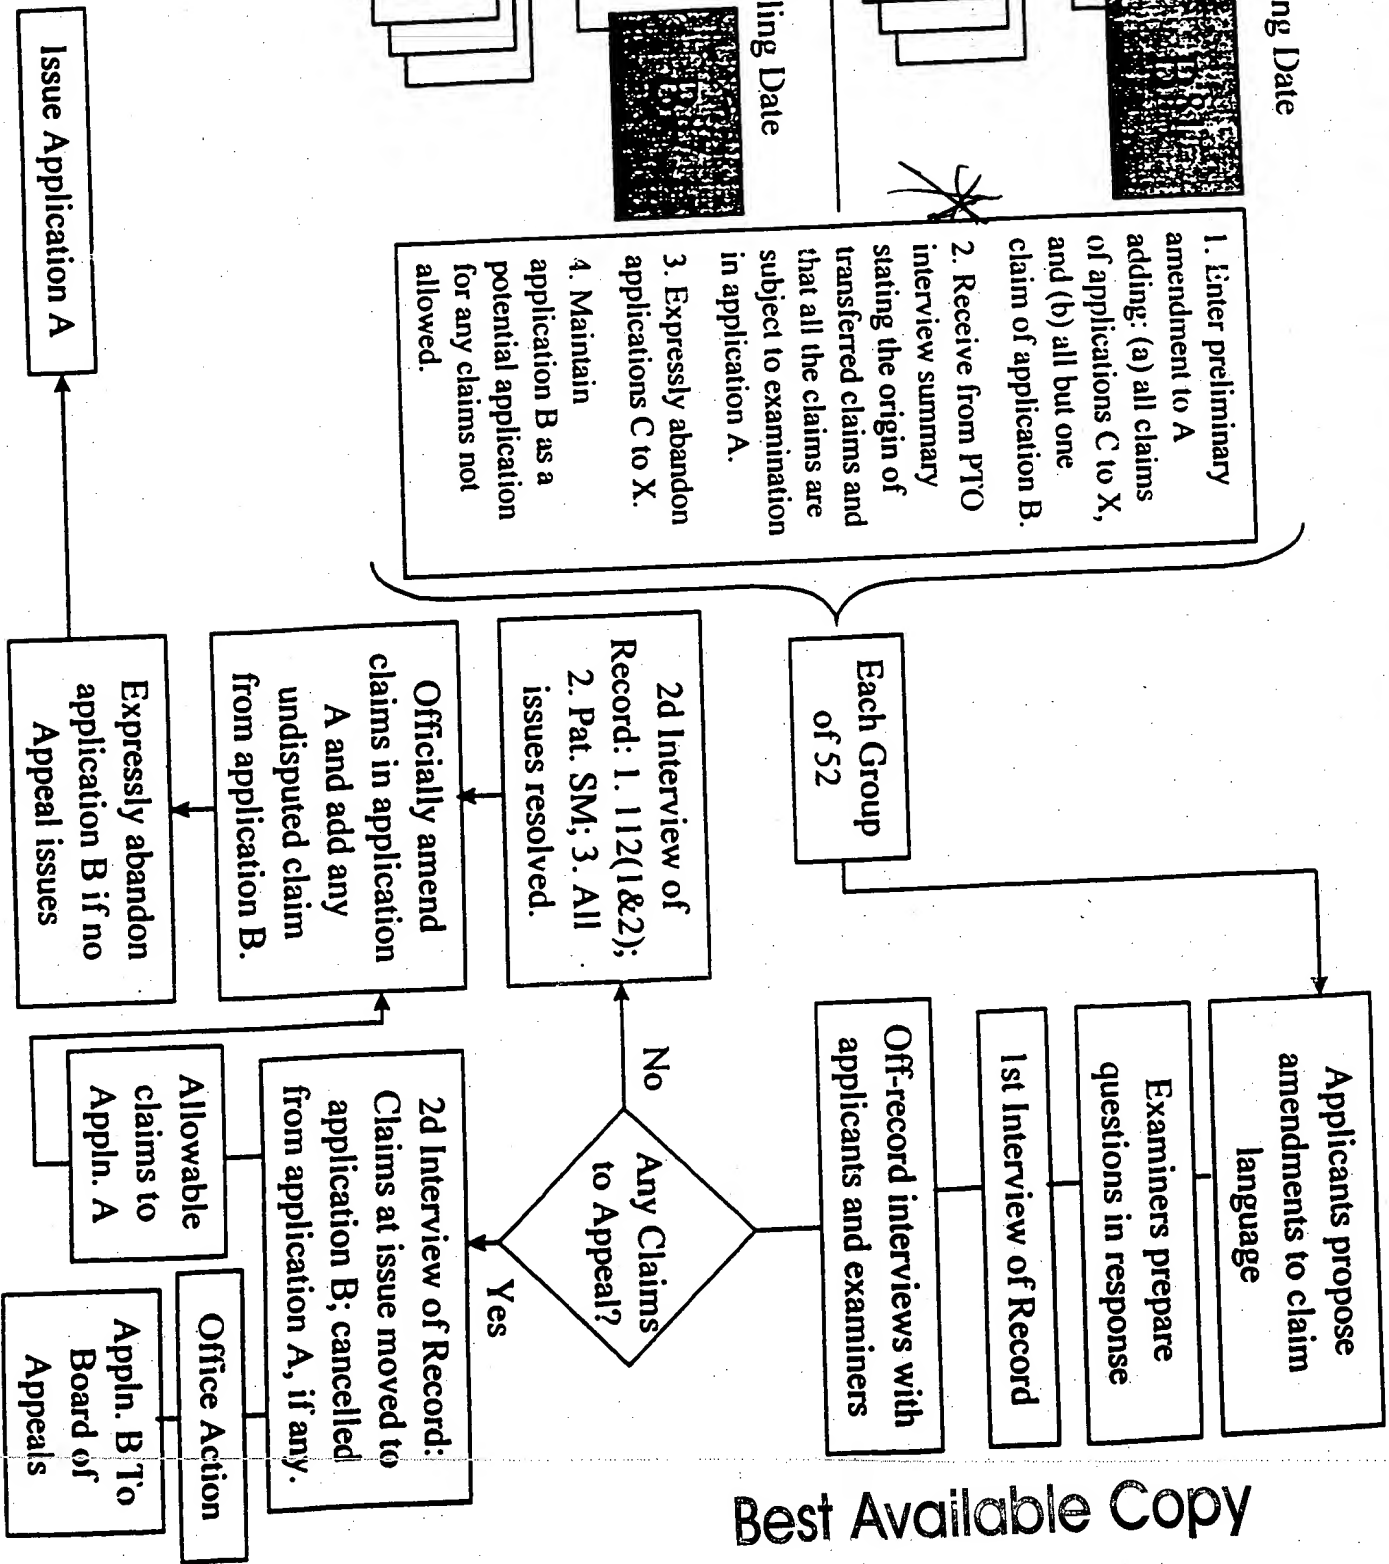 ing Date
ling Date
1. Enter preliminary
amendment to A
adding: (a) all claims
of applications C to X,
and (b) all but one
claim of application B.
2. Receive from PTO
interview summary
stating the origin of
transferred claims and
that all the claims are
subject to examination
in application A.
3. Expressly abandon
applications C to X.
4. Maintain
application B as a
potential application
for any claims not
allowed.
Each Group
of 52
Applicants propose
amendments to claim
language
Examiners prepare
questions in response
1st Interview of Record
Off-record interviews with
applicants and examiners
Any Claims
to Appeal?
No
Yes
2d Interview of
Record: 1. 112(1&2);
2. Pat. SM; 3. All
issues resolved.
Officially amend
claims in application
A and add any
undisputed claim
from application B.
Expressly abandon
application B if no
Appeal issues
Issue Application A
2d Interview of Record:
Claims at issue moved to
application B; cancelled
from application A, if any.
Allowable
claims to
Appln. A
Office Action
Appln. B To
Board of
Appeals
Best Available Copy